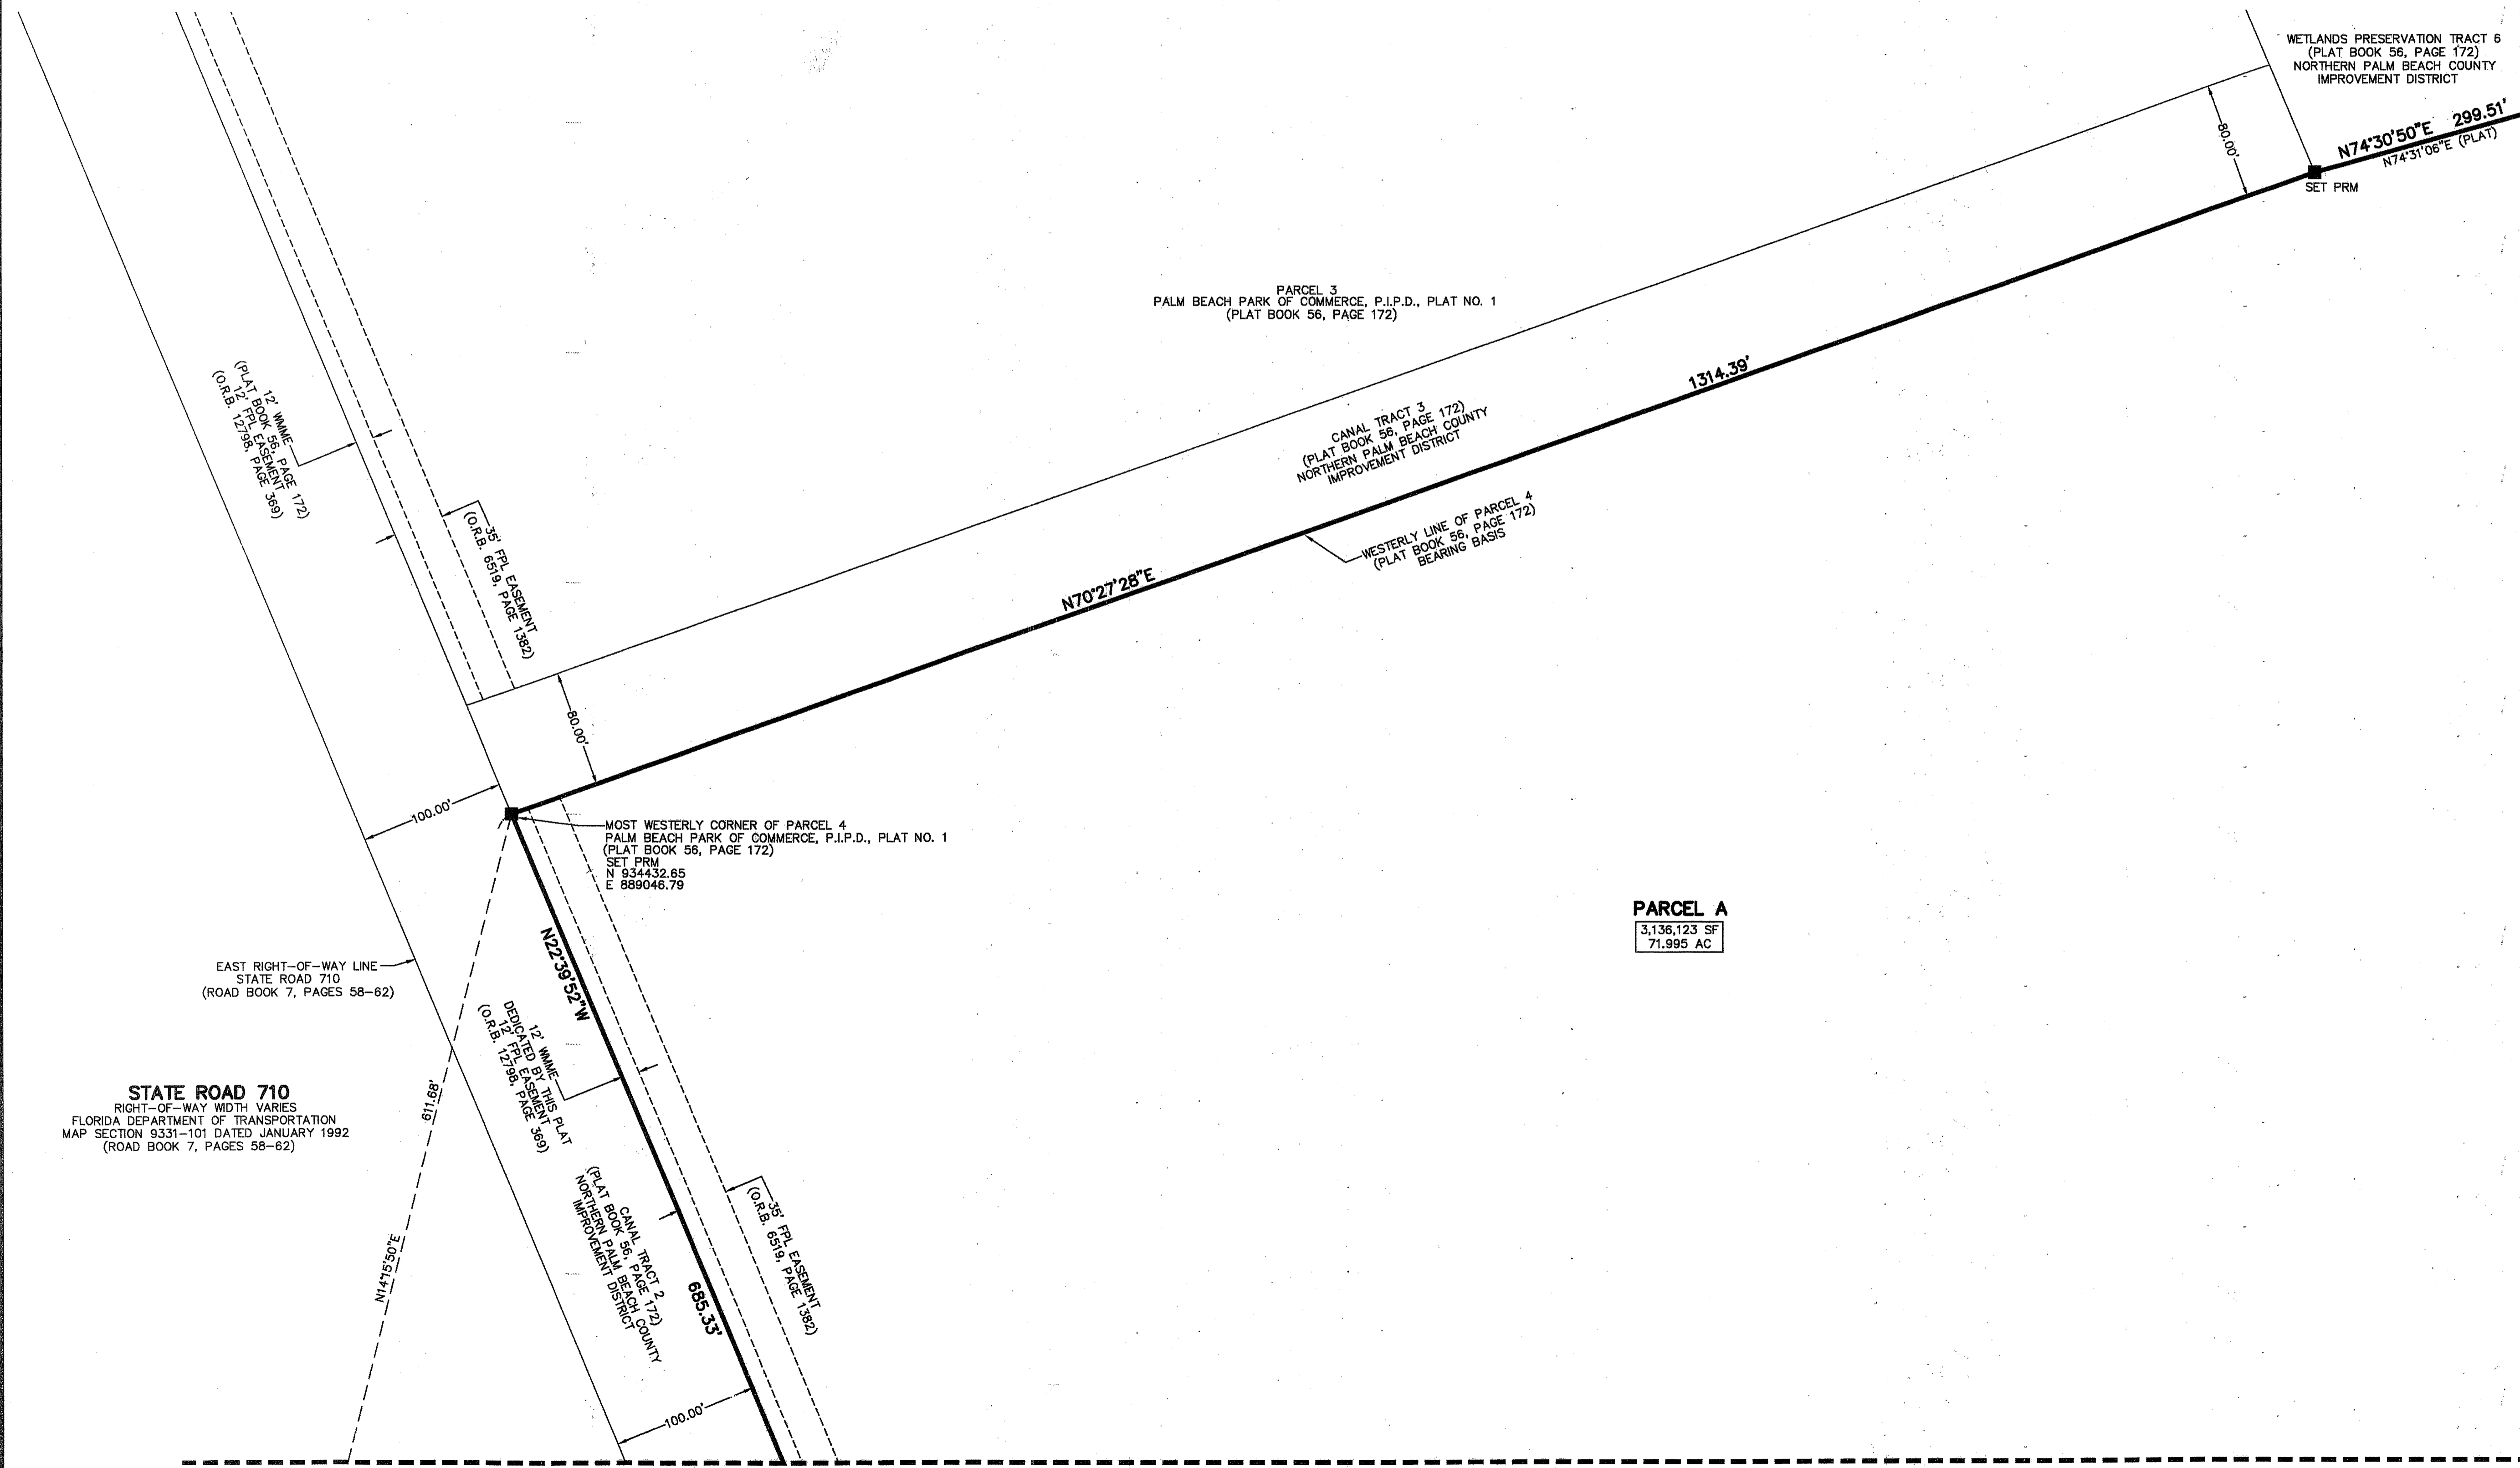 WETLANDS PRESERVATION TRACT 6
(PLAT BOOK 56, PAGE 172)
NORTHERN PALM BEACH COUNTY
IMPROVEMENT DISTRICT
N74°30'50"E 299.51'
N74°31'06"E (PLAT)
80.00'
SET PRM
PARCEL 3
PALM BEACH PARK OF COMMERCE, P.I.P.D., PLAT NO. 1
(PLAT BOOK 56, PAGE 172)
12' WMME
(PLAT BOOK 56, PAGE 172)
12' FPL EASEMENT
(O.R.B. 12798, PAGE 369)
1314.39'
CANAL TRACT 3
(PLAT BOOK 56, PAGE 172)
NORTHERN PALM BEACH COUNTY
IMPROVEMENT DISTRICT
35' FPL EASEMENT
(O.R.B. 6519, PAGE 1382)
WESTERLY LINE OF PARCEL 4
(PLAT BOOK 56, PAGE 172)
BEARING BASIS
N70°27'28"E
80.00'
100.00'
MOST WESTERLY CORNER OF PARCEL 4
PALM BEACH PARK OF COMMERCE, P.I.P.D., PLAT NO. 1
(PLAT BOOK 56, PAGE 172)
SET PRM
N 934432.65
E 889046.79
PARCEL A
3,136,123 SF
71.995 AC
N22°39'52"W
EAST RIGHT-OF-WAY LINE
STATE ROAD 710
(ROAD BOOK 7, PAGES 58-62)
12' WMME
DEDICATED BY THIS PLAT
12' FPL EASEMENT
(O.R.B. 12798, PAGE 369)
STATE ROAD 710
RIGHT-OF-WAY WIDTH VARIES
FLORIDA DEPARTMENT OF TRANSPORTATION
MAP SECTION 9331-101 DATED JANUARY 1992
(ROAD BOOK 7, PAGES 58-62)
611.68'
N14°15'50"E
CANAL TRACT 2
(PLAT BOOK 56, PAGE 172)
NORTHERN PALM BEACH COUNTY
IMPROVEMENT DISTRICT
35' FPL EASEMENT
(O.R.B. 6519, PAGE 1382)
685.33'
100.00'